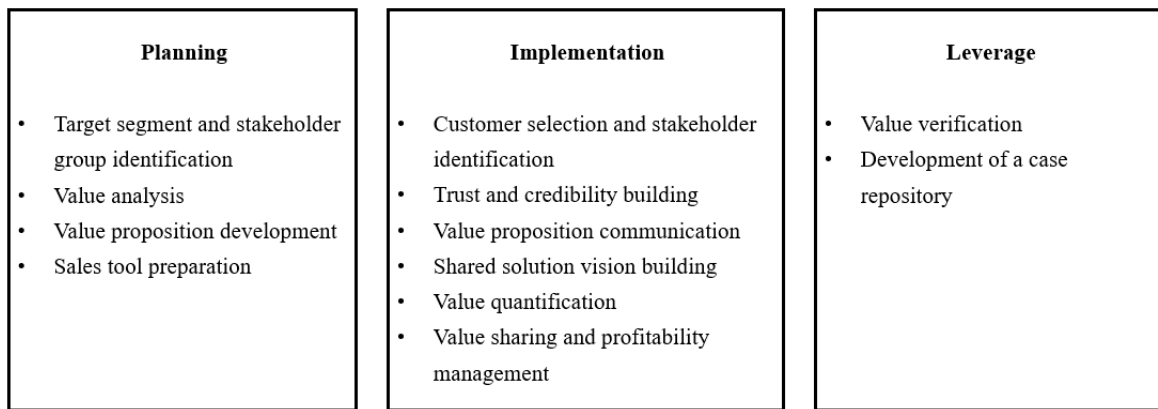 Planning
• Target segment and stakeholder
group identification
• Value analysis
• Value proposition development
• Sales tool preparation
Implementation
• Customer selection and stakeholder
identification
• Trust and credibility building
• Value proposition communication
• Shared solution vision building
• Value quantification
• Value sharing and profitability
management
Leverage
• Value verification
• Development of a case
repository